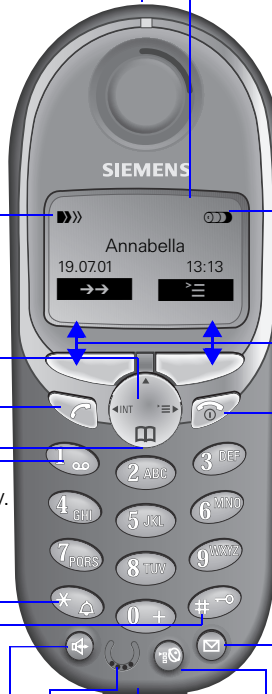 SIEMENS
Annabella
19.07.01 13:13
INT
1
2 ABC
3 DEF
4 GHI
5 JKL
6 MNO
y.
7 PQRS
8 TUV
9 WXYZ
*
0 +
#